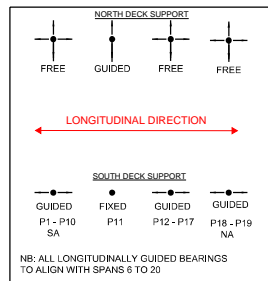 NORTH DECK SUPPORT
FREE GUIDED FREE FREE
LONGITUDINAL DIRECTION
SOUTH DECK SUPPORT
GUIDED FIXED GUIDED GUIDED
P1 - P10 P11 P12 - P17 P18 - P19
SA NA
NB: ALL LONGITUDINALLY GUIDED BEARINGS
TO ALIGN WITH SPANS 6 TO 20